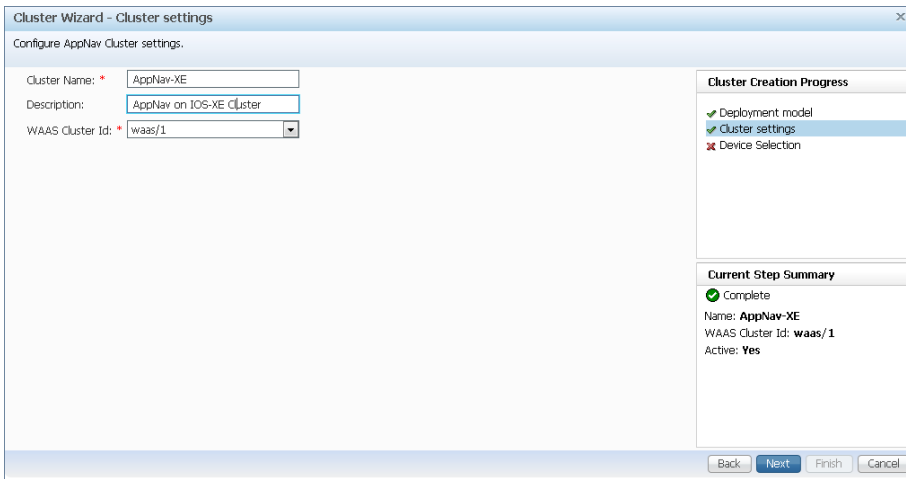 Cluster Wizard - Cluster settings
Configure AppNav Cluster settings.
Cluster Name: * AppNav-XE
Description: AppNav on IOS-XE Cluster
WAAS Cluster Id: * waas/1
Cluster Creation Progress
Deployment model
Cluster settings
Device Selection
Current Step Summary
Complete
Name: AppNav-XE
WAAS Cluster Id: waas/1
Active: Yes
Back Next Finish Cancel